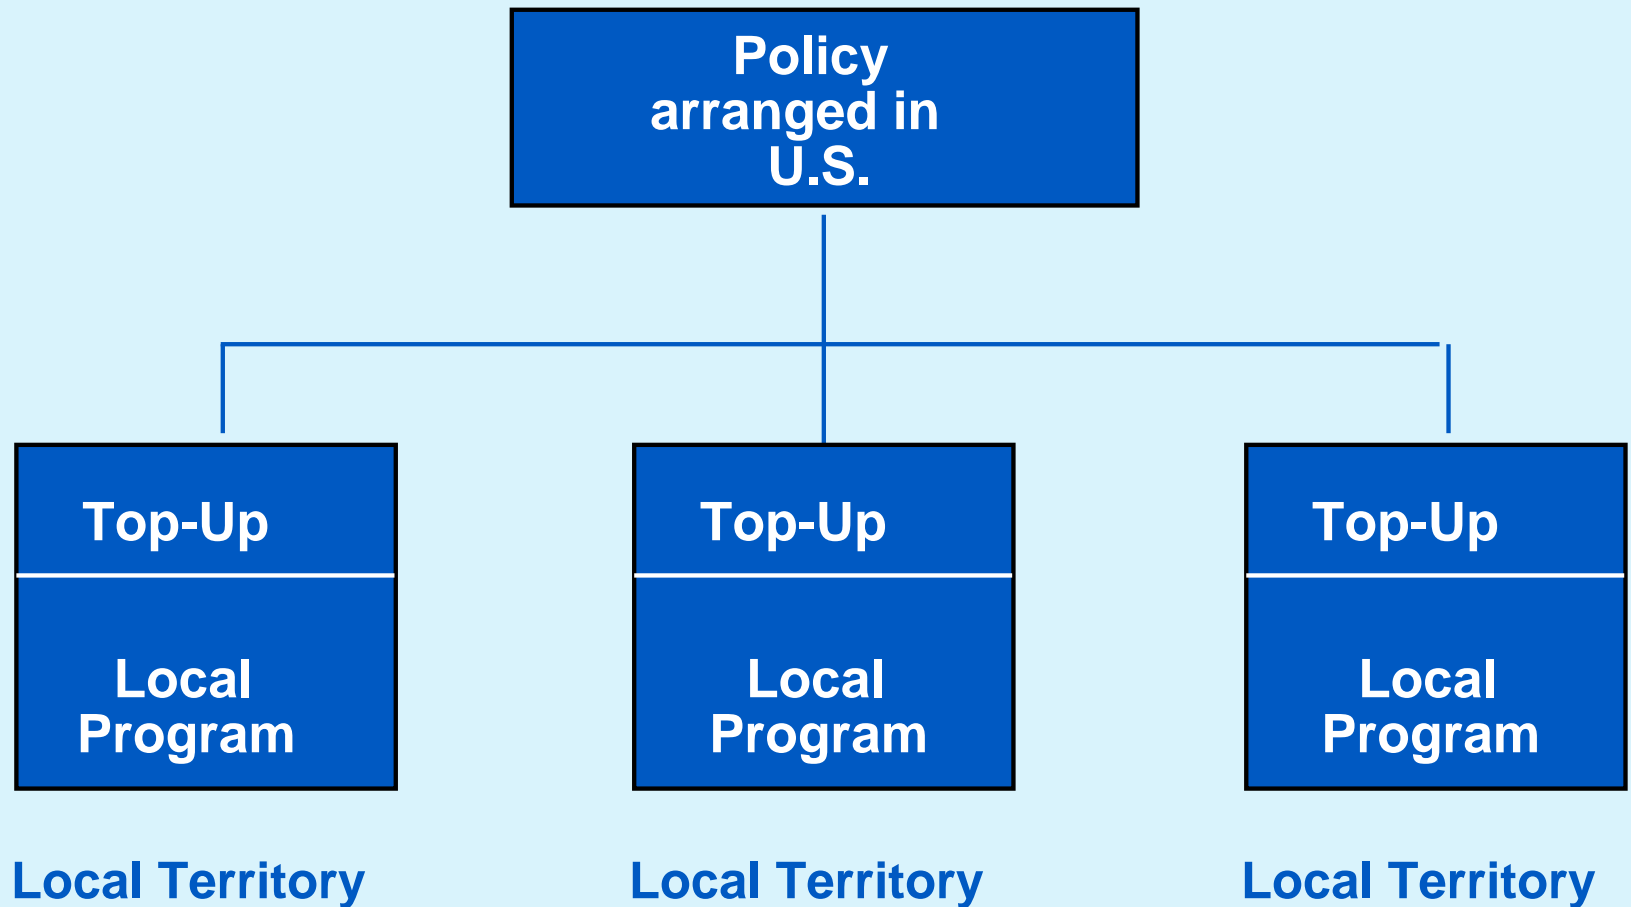 Policy
arranged in
U.S.
Top-Up
Top-Up
Top-Up
Local
Program
Local
Program
Local
Program
Local Territory
Local Territory
Local Territory